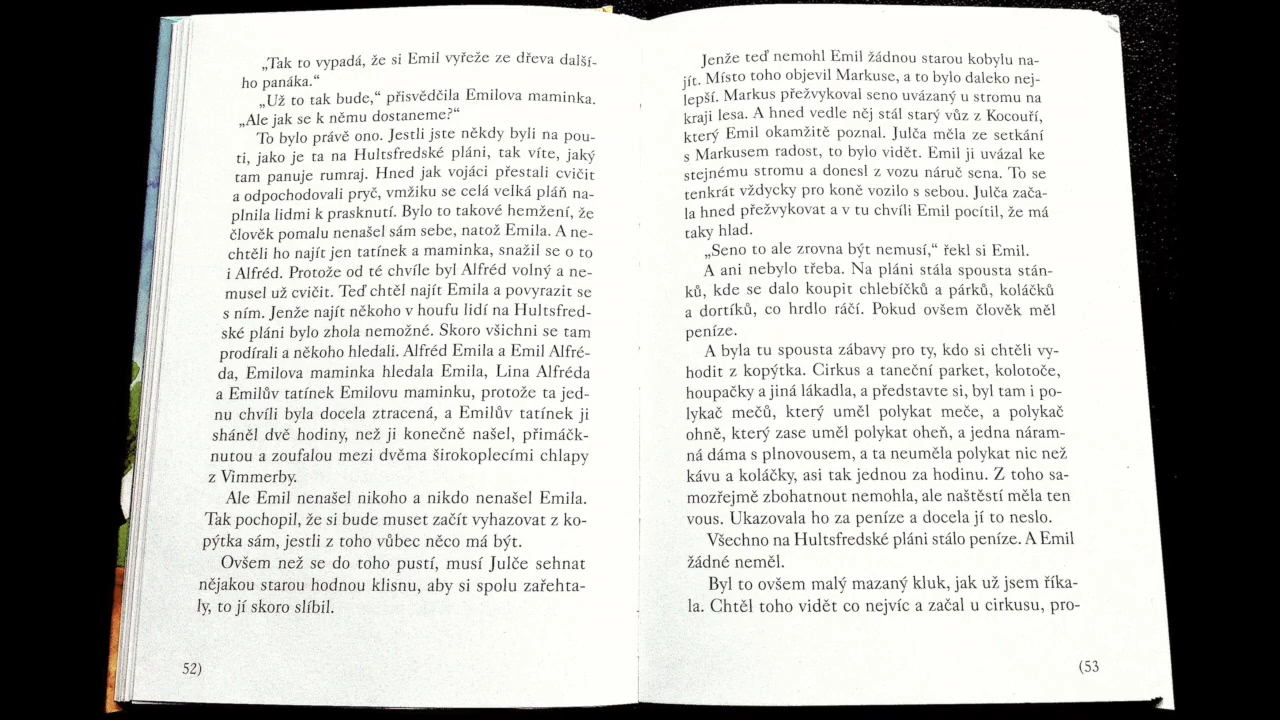 „Tak to vypadá, že si Emil vyřeže ze dřeva další-
ho panáka.“
„Už to tak bude,“ přisvědčila Emilova maminka.
„Ale jak se k němu dostaneme?“
To bylo právě ono. Jestli jste někdy byli na pou-
ti, jako je ta na Hultsfredské pláni, tak víte, jaký
tam panuje rumraj. Hned jak vojáci přestali cvičit
a odpochodovali pryč, vmžiku se celá velká pláň na-
plnila lidmi k prasknutí. Bylo to takové hemžení, že
člověk pomalu nenašel sám sebe, natož Emila. A ne-
chtěli ho najít jen tatínek a maminka, snažil se o to
i Alfréd. Protože od té chvíle byl Alfréd volný a ne-
musel už cvičit. Teď chtěl najít Emila a povyrazit se
s ním. Jenže najít někoho v houfu lidí na Hultsfred-
ské pláni bylo zhola nemožné. Skoro všichni se tam
prodírali a někoho hledali. Alfréd Emila a Emil Alfré-
da, Emilova maminka hledala Emila, Lina Alfréda
a Emilův tatínek Emilovu maminku, protože ta jed-
nu chvíli byla docela ztracená, a Emilův tatínek ji
sháněl dvě hodiny, než ji konečně našel, přimáčk-
nutou a zoufalou mezi dvěma širokoplecími chlapy
z Vimmerby.
Ale Emil nenašel nikoho a nikdo nenašel Emila.
Tak pochopil, že si bude muset začít vyhazovat z ko-
pýtka sám, jestli z toho vůbec něco má být.
Ovšem než se do toho pustí, musí Julče sehnat
nějakou starou hodnou klisnu, aby si spolu zařehta-
ly, to jí skoro slíbil.
52)
Jenže teď nemohl Emil žádnou starou kobylu na-
jít. Místo toho objevil Markuse, a to bylo daleko nej-
lepší. Markus přežvykoval seno uvázaný u stromu na
kraji lesa. A hned vedle něj stál starý vůz z Kocouří,
který Emil okamžitě poznal. Julča měla ze setkání
s Markusem radost, to bylo vidět. Emil ji uvázal ke
stejnému stromu a donesl z vozu náruč sena. To se
tenkrát vždycky pro koně vozilo s sebou. Julča zača-
la hned přežvykovat a v tu chvíli Emil pocítil, že má
taky hlad.
„Seno to ale zrovna být nemusí,“ řekl si Emil.
A ani nebylo třeba. Na pláni stála spousta stán-
ků, kde se dalo koupit chlebíčků a párků, koláčků
a dortíků, co hrdlo ráčí. Pokud ovšem člověk měl
peníze.
A byla tu spousta zábavy pro ty, kdo si chtěli vy-
hodit z kopýtka. Cirkus a taneční parket, kolotoče,
houpačky a jiná lákadla, a představte si, byl tam i po-
lykač mečů, který uměl polykat meče, a polykač
ohně, který zase uměl polykat oheň, a jedna náram-
ná dáma s plnovousem, a ta neuměla polykat nic než
kávu a koláčky, asi tak jednou za hodinu. Z toho sa-
mozřejmě zbohatnout nemohla, ale naštěstí měla ten
vous. Ukazovala ho za peníze a docela jí to neslo.
Všechno na Hultsfredské pláni stálo peníze. A Emil
žádné neměl.
Byl to ovšem malý mazaný kluk, jak už jsem říka-
la. Chtěl toho vidět co nejvíc a začal u cirkusu, pro-
(53